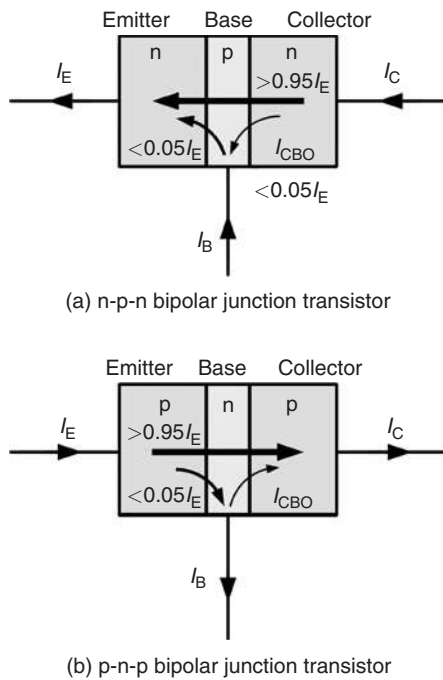 Emitter Base Collector
n p n
I_E >0.95I_E I_C
<0.05I_E I_CBO
<0.05I_E
I_B
(a) n-p-n bipolar junction transistor
Emitter Base Collector
p n p
I_E >0.95I_E I_C
<0.05I_E I_CBO
I_B
(b) p-n-p bipolar junction transistor